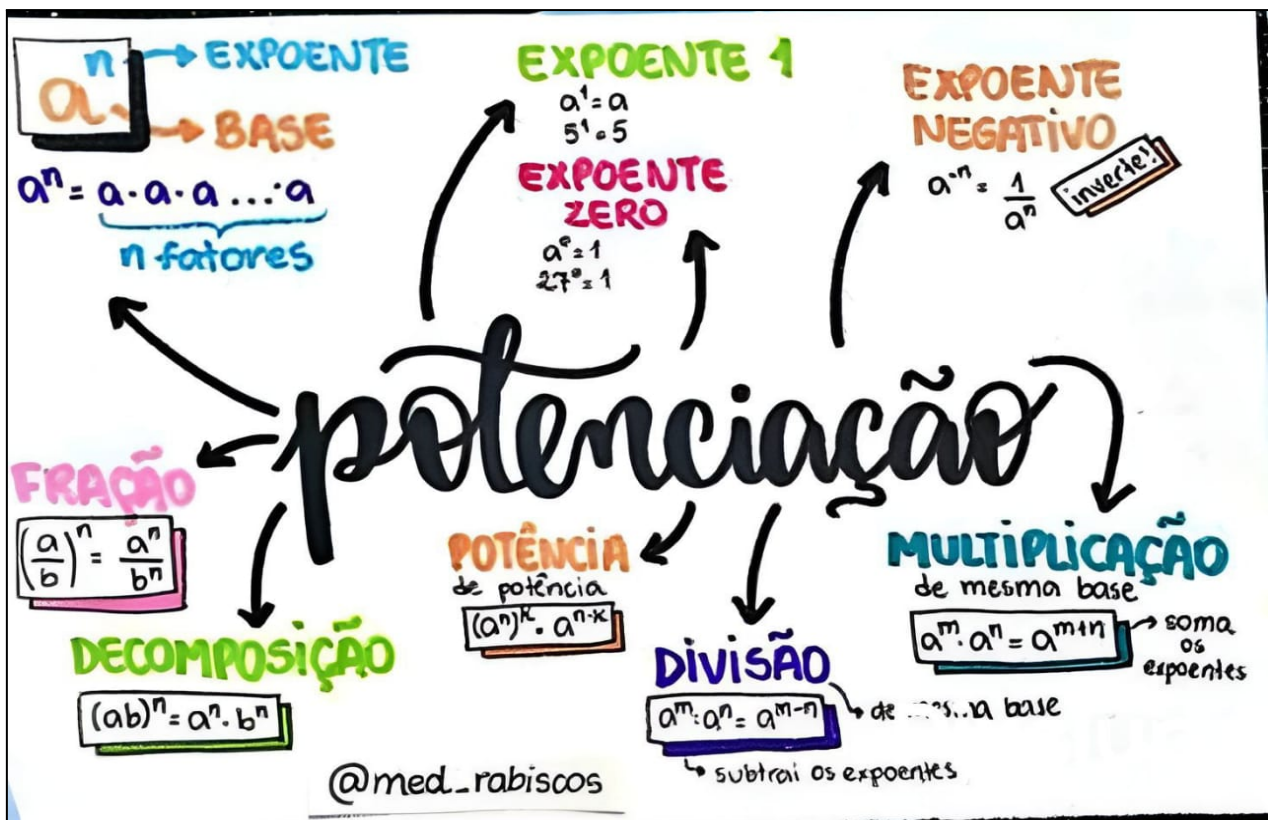 aⁿ → EXPOENTE
→ BASE
aⁿ = a · a · a ... · a
n fatores
EXPOENTE 1
a¹ = a
5¹ = 5
EXPOENTE
ZERO
a⁰ = 1
27⁰ = 1
EXPOENTE
NEGATIVO
a⁻ⁿ = 1/aⁿ
inverte!
potenciação
FRAÇÃO
(a/b)ⁿ = aⁿ/bⁿ
DECOMPOSIÇÃO
(ab)ⁿ = aⁿ · bⁿ
POTÊNCIA
de potência
(aⁿ)ᴷ = aⁿ·ᴷ
DIVISÃO
aᵐ : aⁿ = aᵐ⁻ⁿ
de base
subtrai os expoentes
MULTIPLICAÇÃO
de mesma base
aᵐ · aⁿ = aᵐ⁺ⁿ
soma
os
expoentes
@med_rabiscos